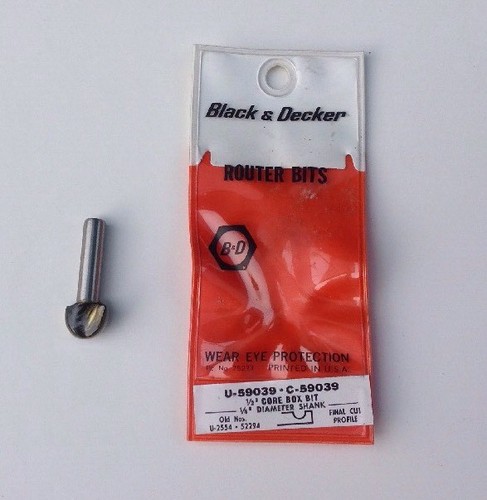 Black & Decker
ROUTER BITS
B&D
WEAR EYE PROTECTION
PRINTED IN U.S.A.
U-59039 • C-59039
1/2" CORE BOX BIT
1/4" DIAMETER SHANK
Old Nos.
U-2554 • 52294
FINAL CUT
PROFILE